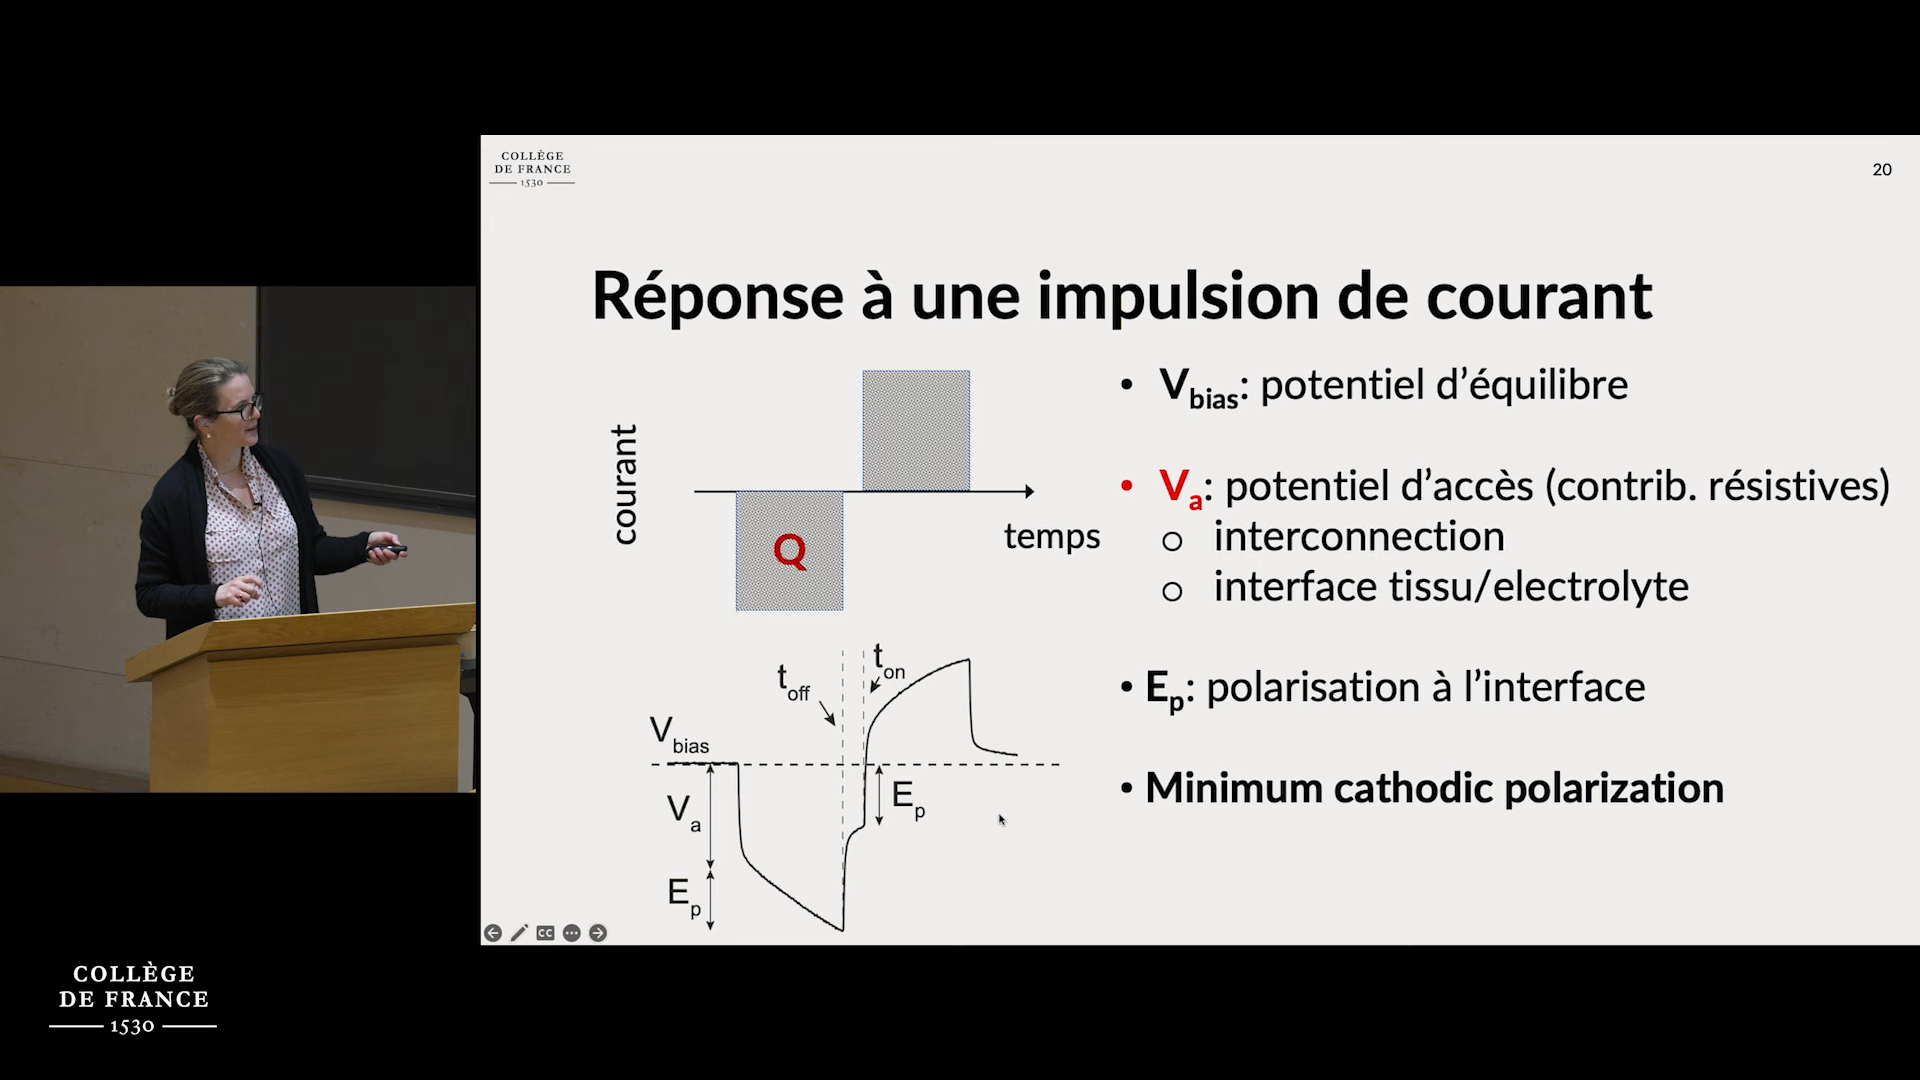 COLLÈGE
DE FRANCE
1530
20
Réponse à une impulsion de courant
courant
Q
temps
toff
ton
Vbias
Va
Ep
Ep
• Vbias: potentiel d’équilibre
• Va: potentiel d’accès (contrib. résistives)
o interconnection
o interface tissu/electrolyte
• Ep: polarisation à l’interface
• Minimum cathodic polarization
CC
COLLÈGE
DE FRANCE
1530